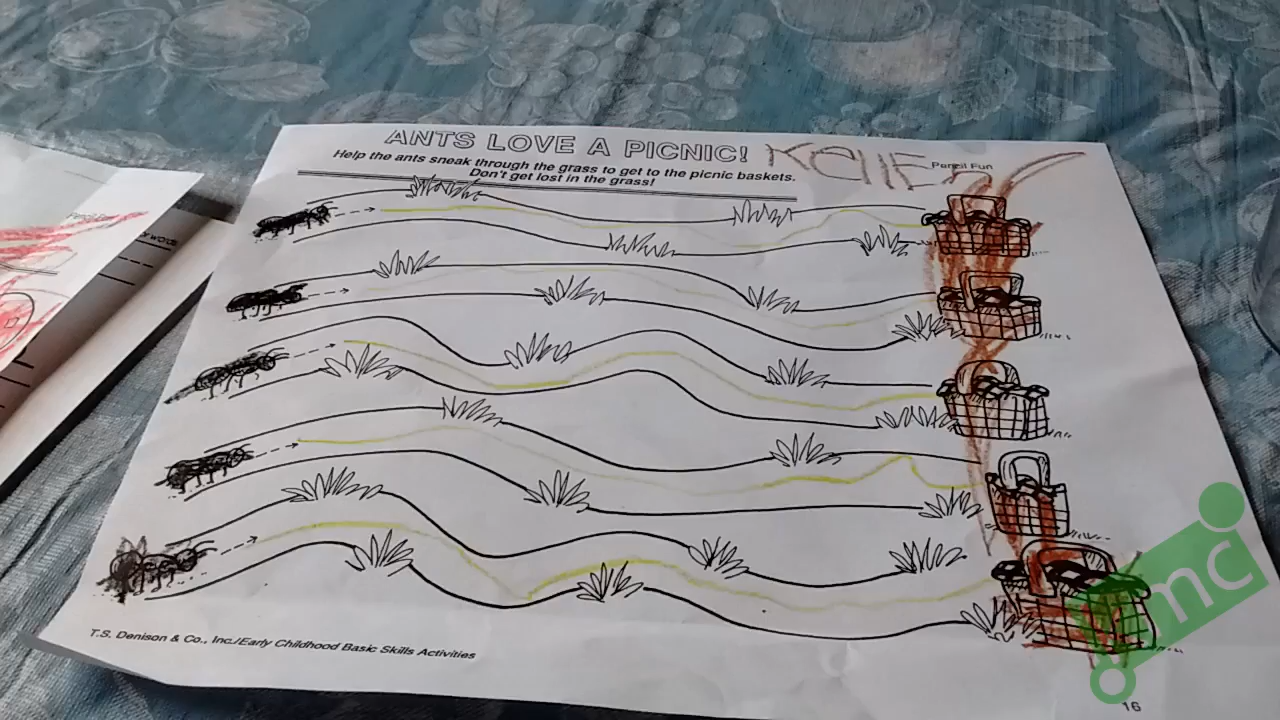 ANTS LOVE A PICNIC!
Kellen
Pencil Fun
Help the ants sneak through the grass to get to the picnic baskets.
Don't get lost in the grass!
T.S. Denison & Co., Inc./Early Childhood Basic Skills Activities
16